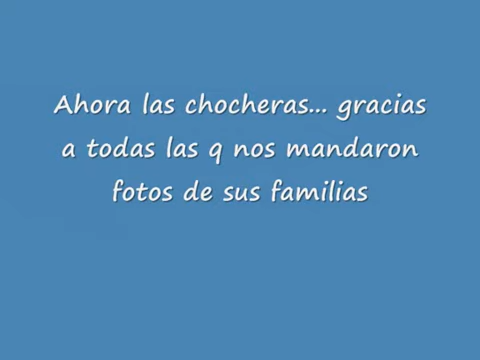 Ahora las chocheras... gracias
a todas las q nos mandaron
fotos de sus familias